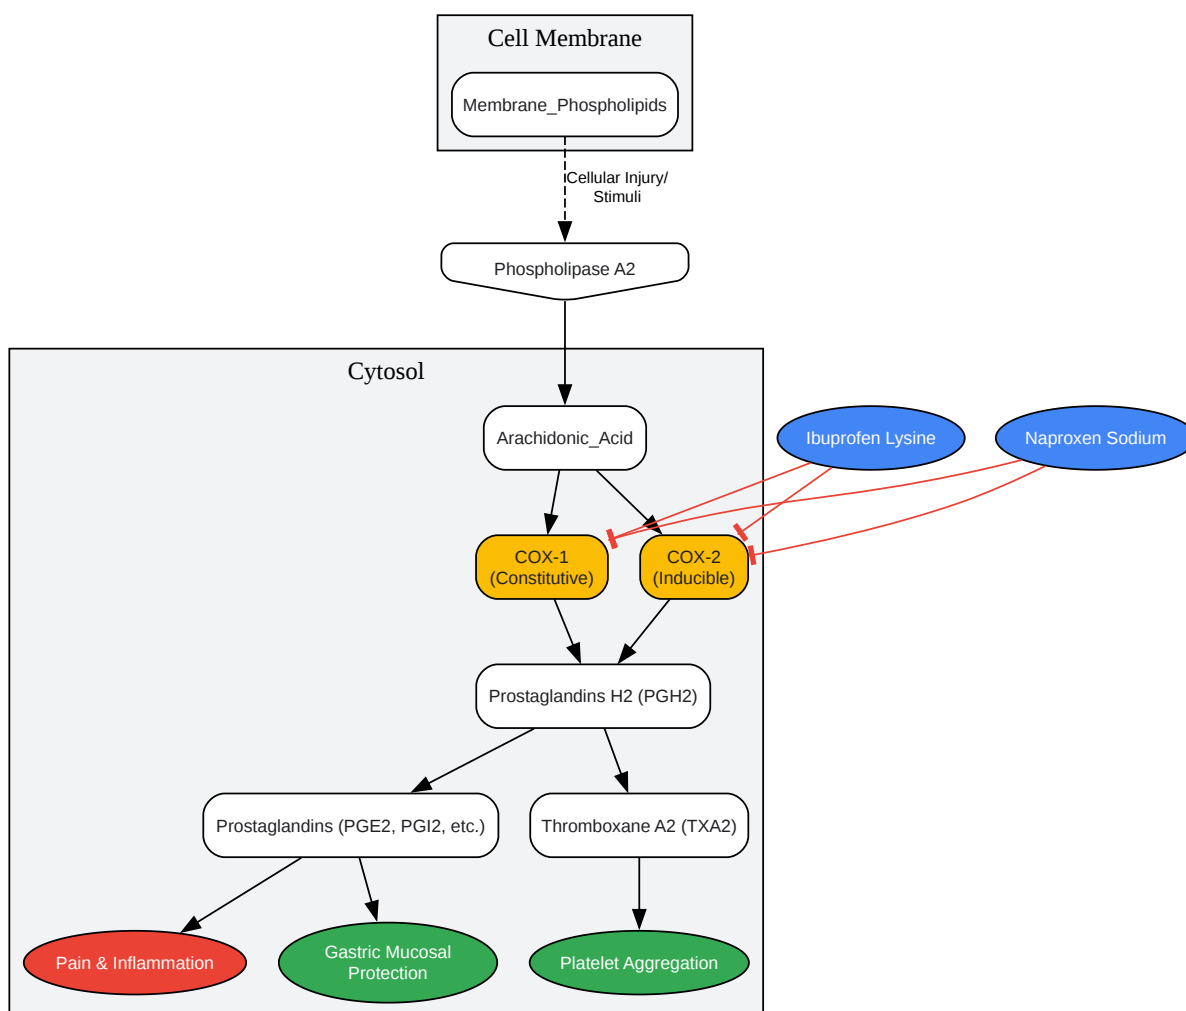 Cell Membrane
Membrane_Phospholipids
Cellular Injury/
Stimuli
Phospholipase A2
Cytosol
Arachidonic_Acid
Ibuprofen Lysine
Naproxen Sodium
COX-1
(Constitutive)
COX-2
(Inducible)
Prostaglandins H2 (PGH2)
Prostaglandins (PGE2, PGI2, etc.)
Thromboxane A2 (TXA2)
Pain & Inflammation
Gastric Mucosal
Protection
Platelet Aggregation